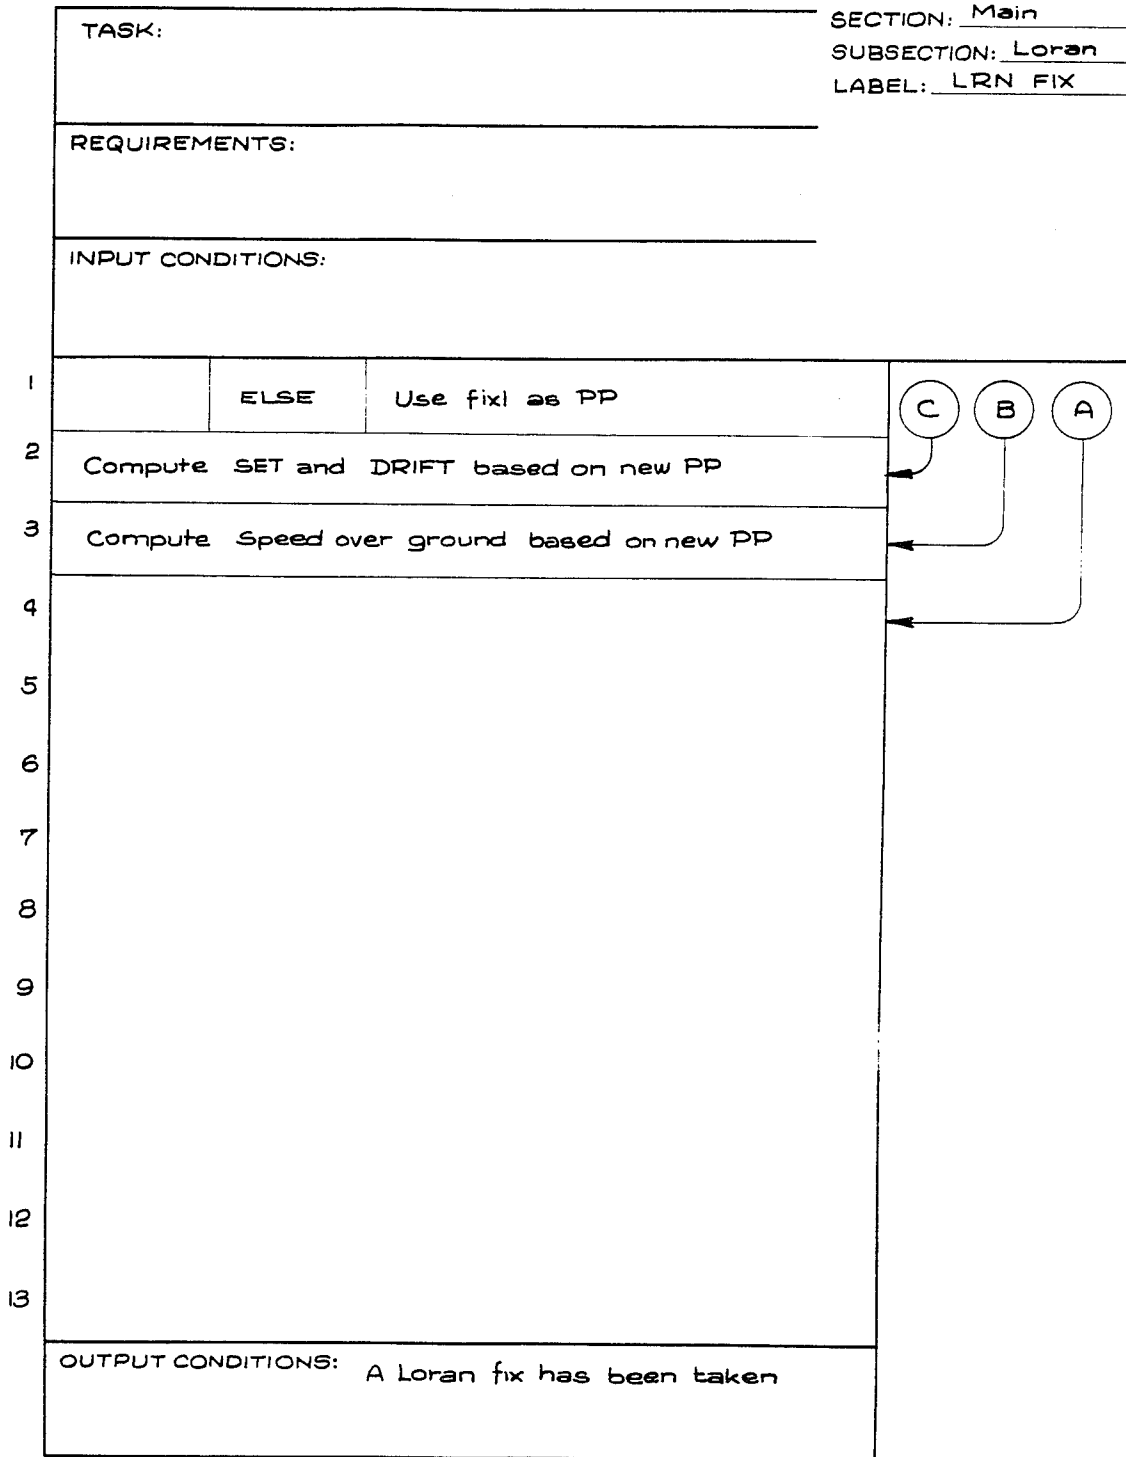 TASK:
SECTION: Main
SUBSECTION: Loran
LABEL: LRN FIX
REQUIREMENTS:
INPUT CONDITIONS:
1 ELSE Use fix1 as PP
C B A
2 Compute SET and DRIFT based on new PP
3 Compute Speed over ground based on new PP
4
5
6
7
8
9
10
11
12
13
OUTPUT CONDITIONS: A Loran fix has been taken